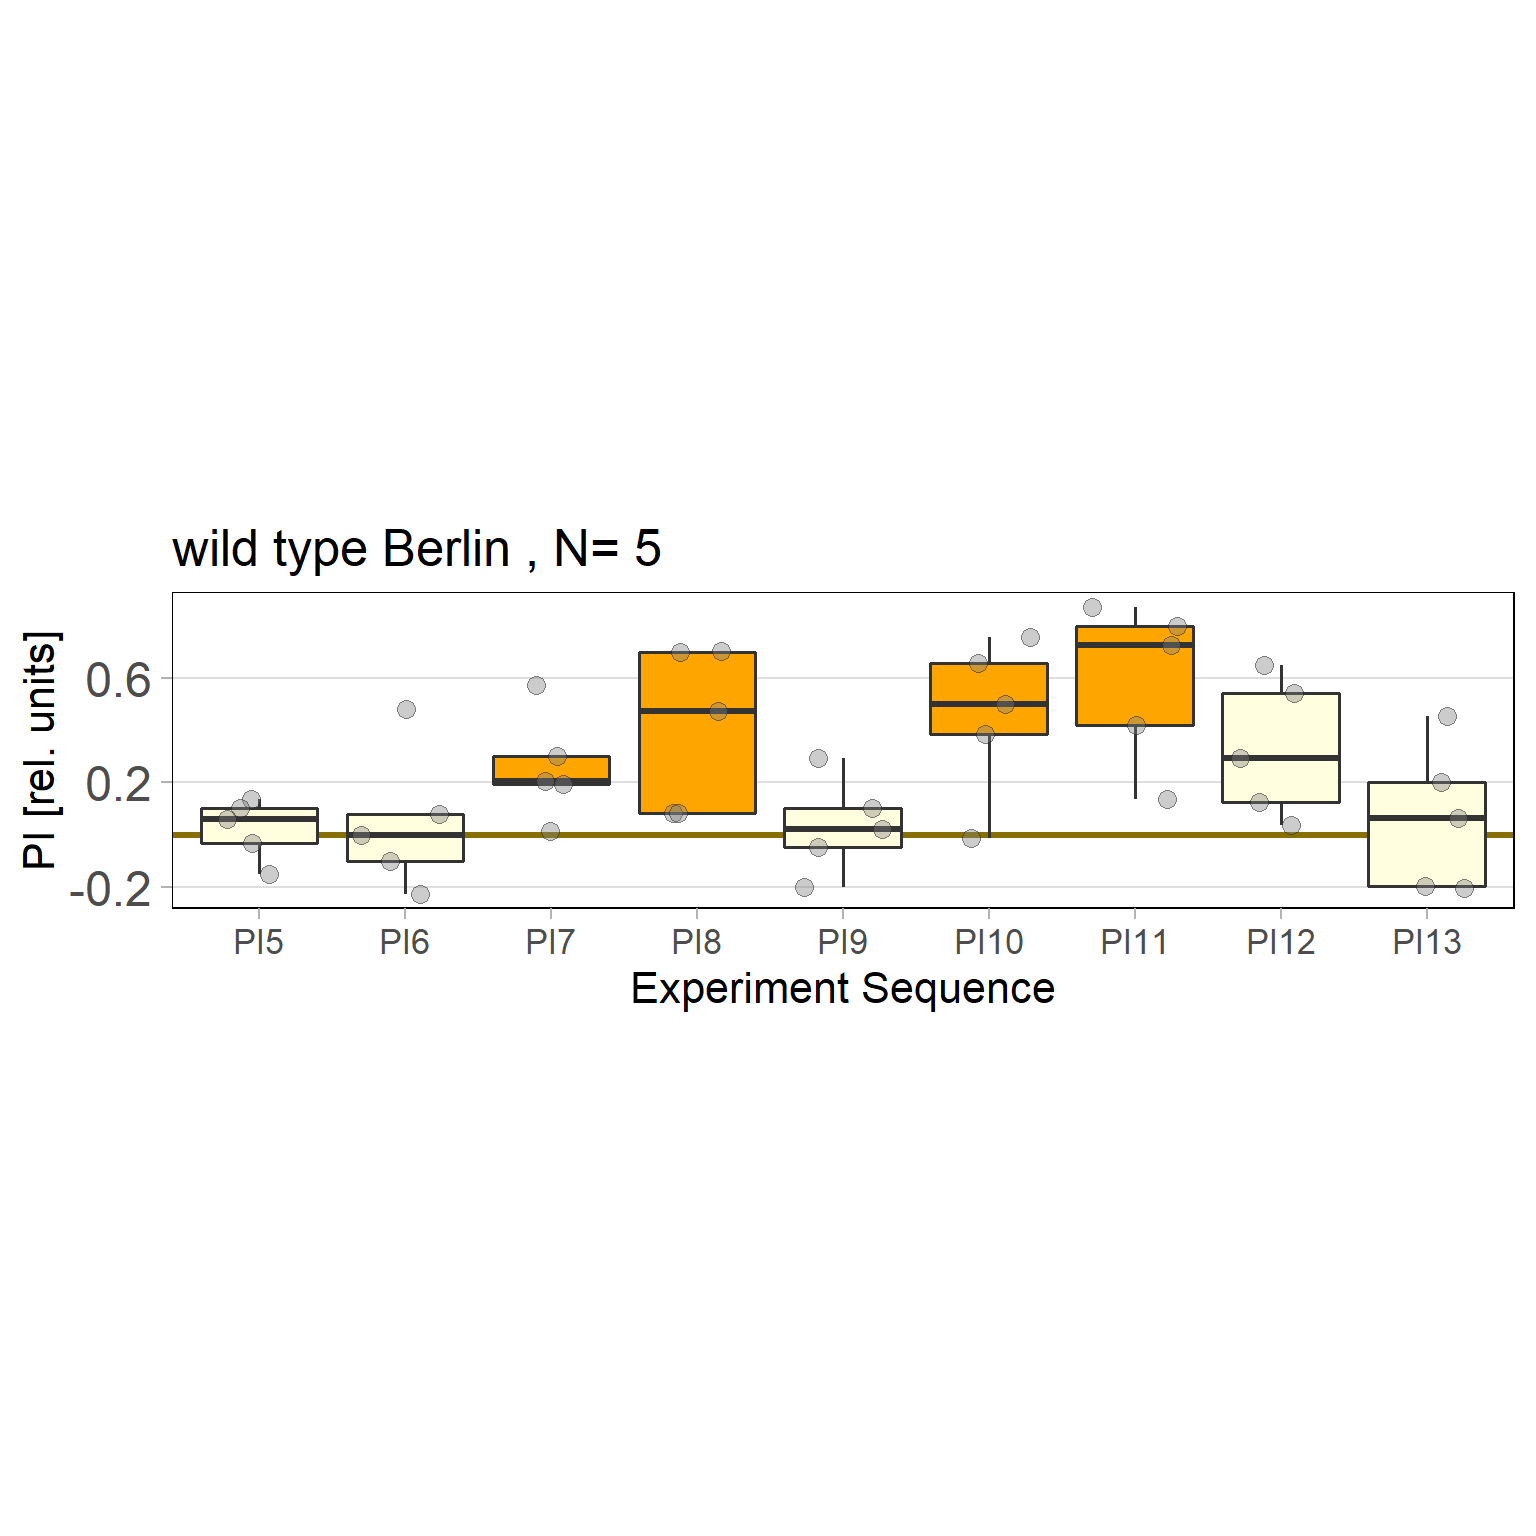 wild type Berlin , N= 5
PI [rel. units]
0.6
0.2
-0.2
PI5 PI6 PI7 PI8 PI9 PI10 PI11 PI12 PI13
Experiment Sequence